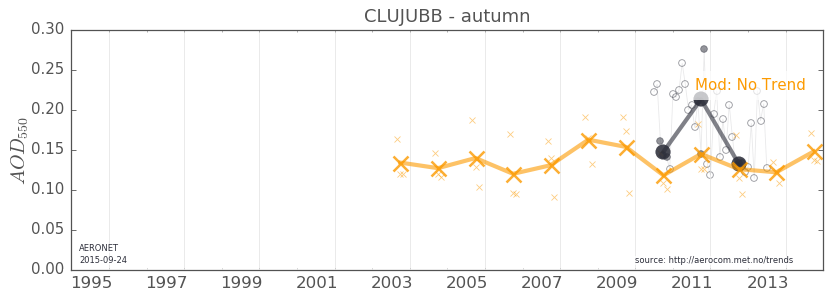 CLUJUBB - autumn
0.30
0.25
0.20
0.15
0.10
0.05
0.00
AOD550
Mod: No Trend
AERONET
2015-09-24
source: http://aerocom.met.no/trends
1995 1997 1999 2001 2003 2005 2007 2009 2011 2013